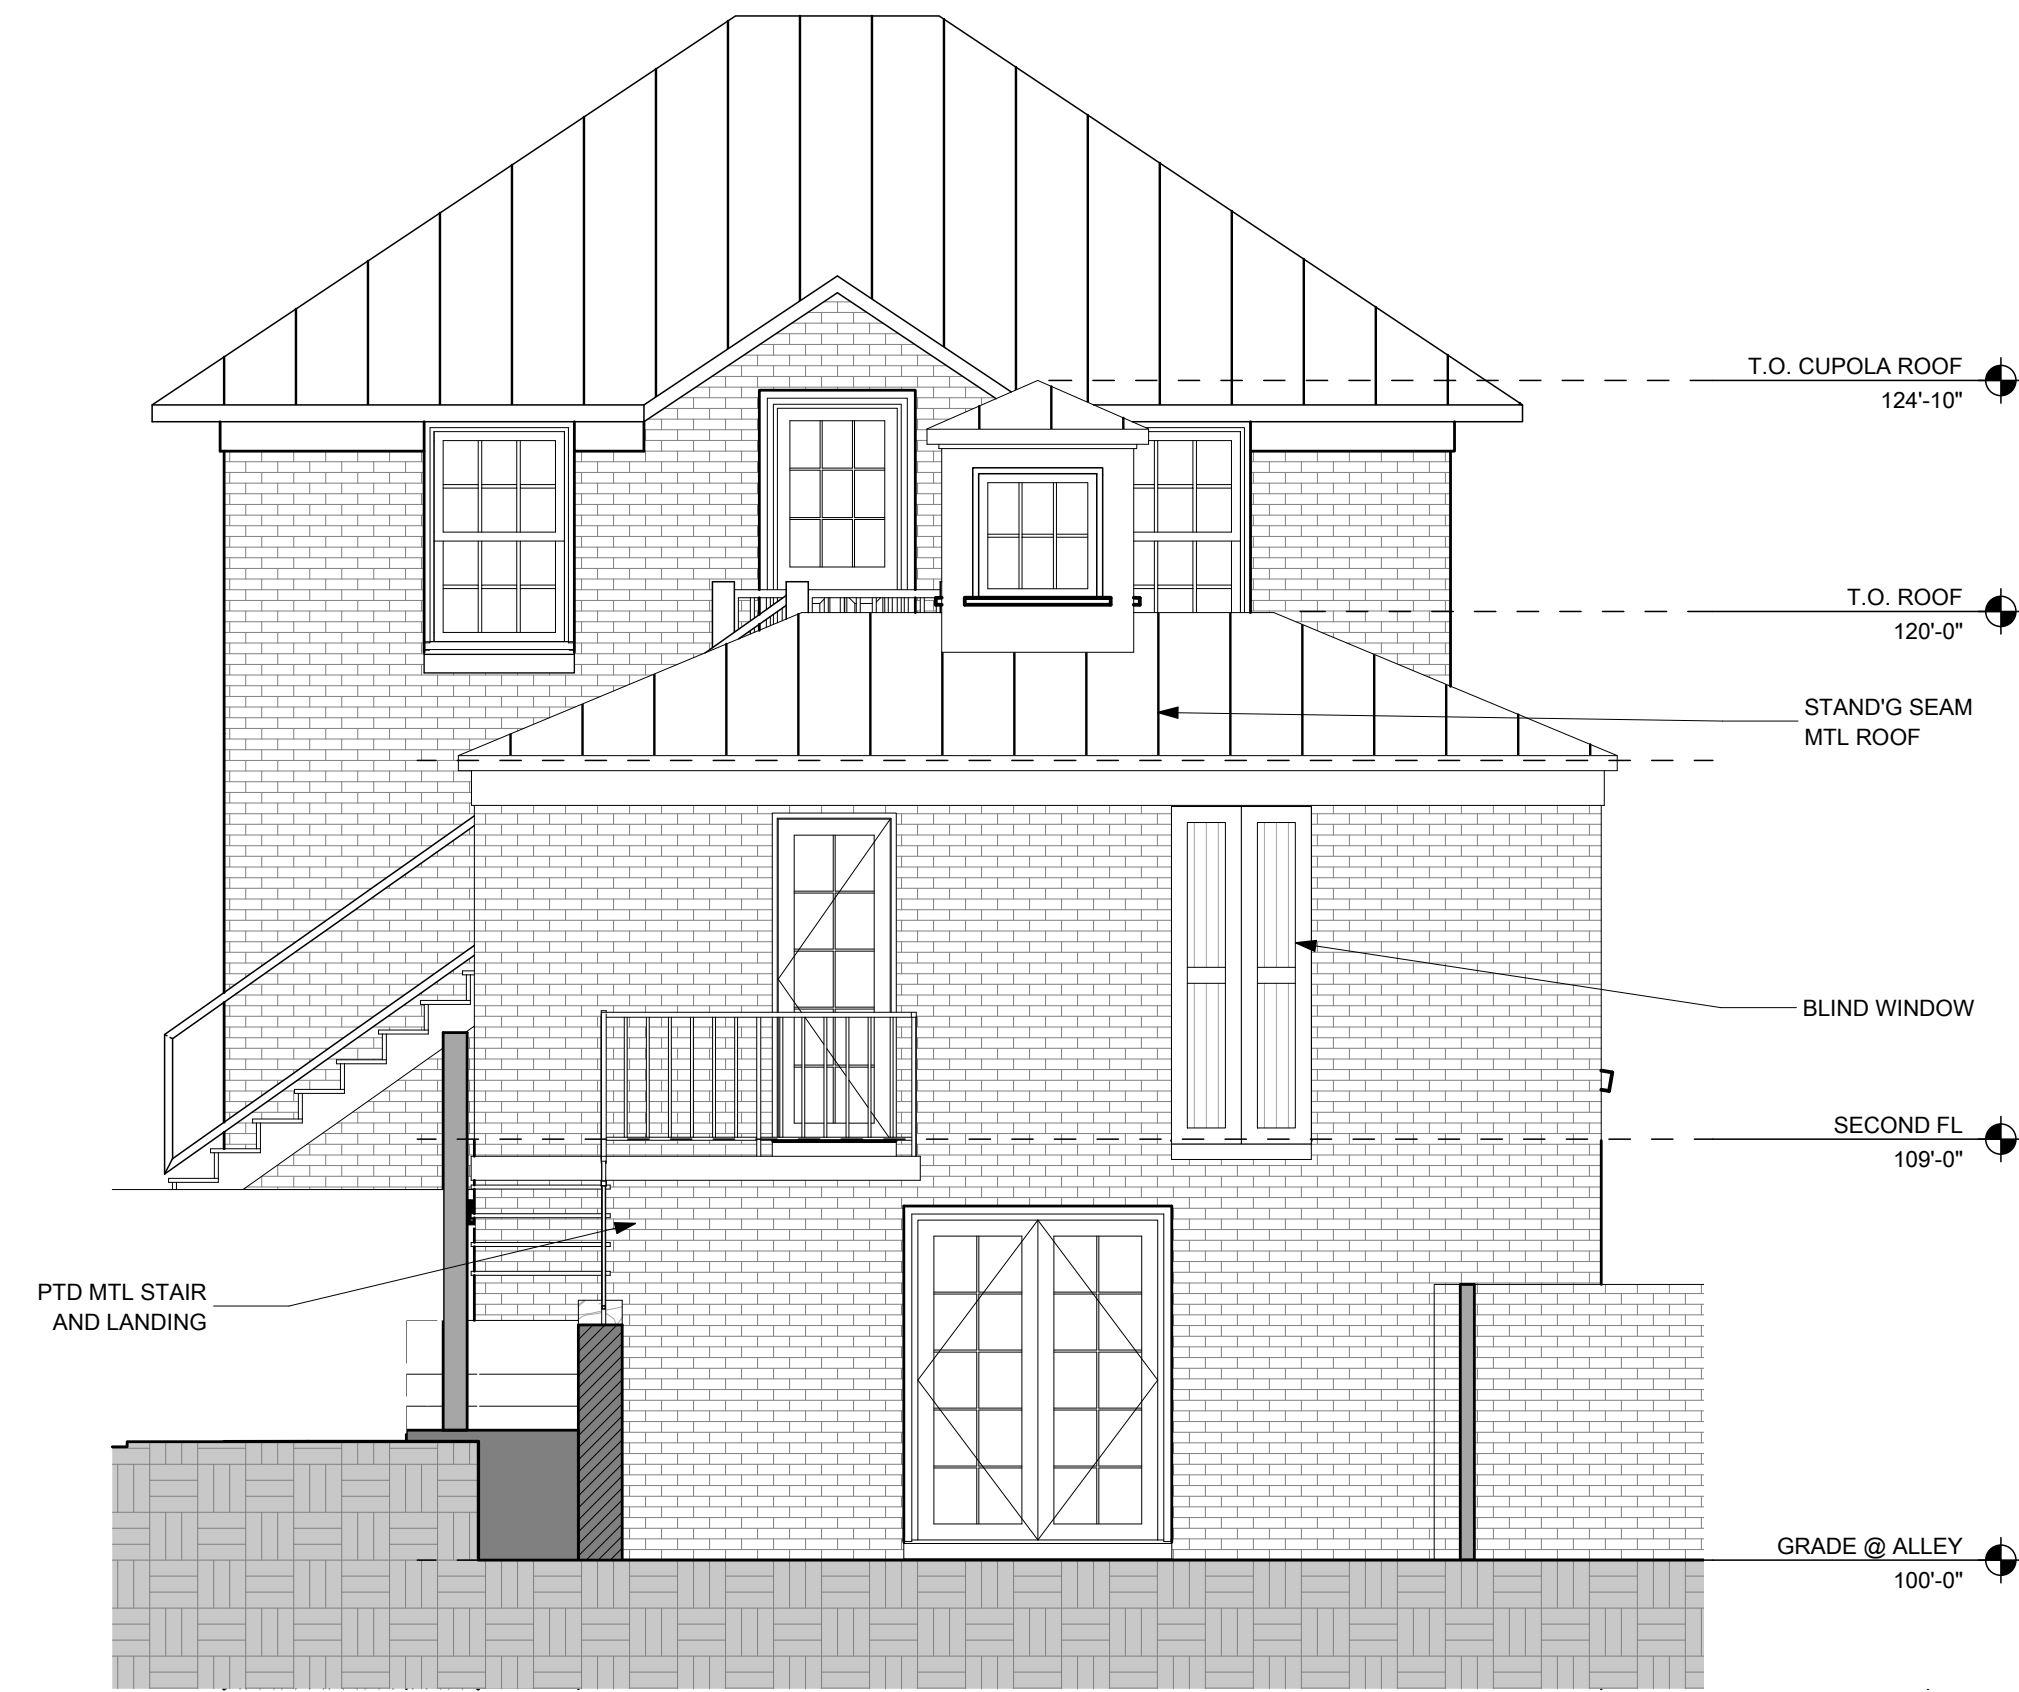 T.O. CUPOLA ROOF
124'-10"
T.O. ROOF
120'-0"
STAND'G SEAM
MTL ROOF
BLIND WINDOW
SECOND FL
109'-0"
PTD MTL STAIR
AND LANDING
GRADE @ ALLEY
100'-0"